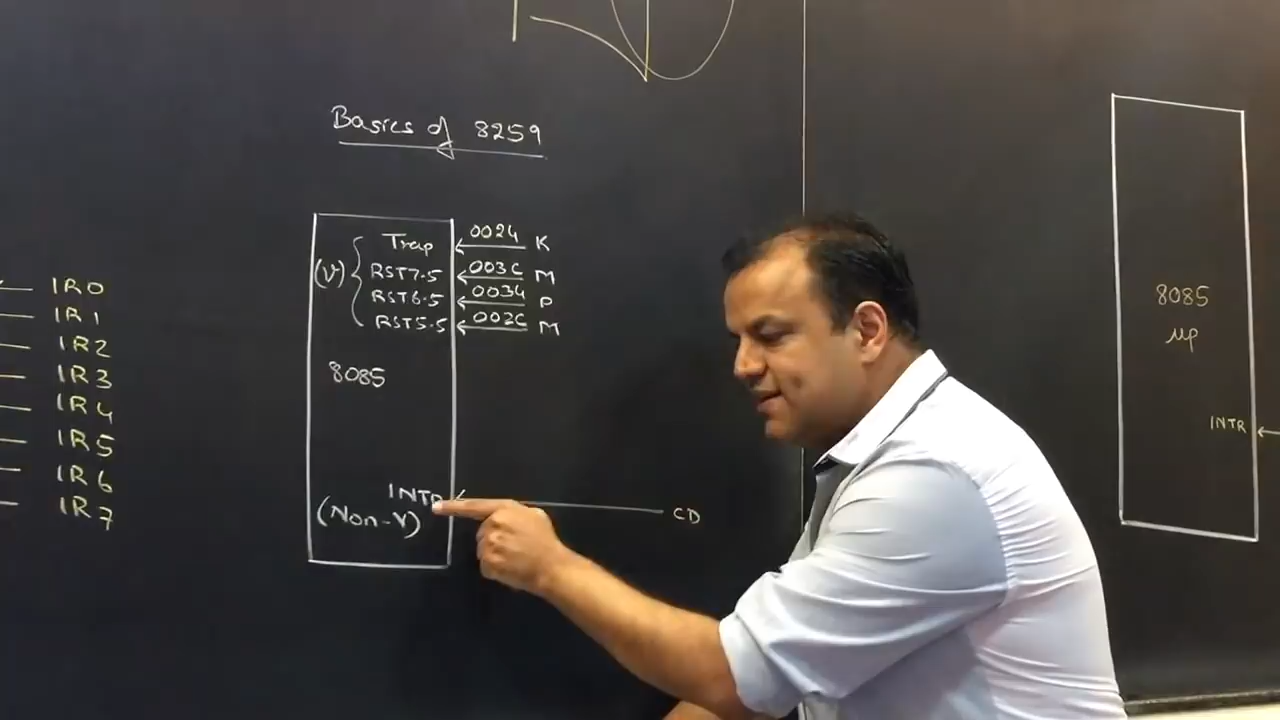 Basics of 8259
IR0
IR1
IR2
IR3
IR4
IR5
IR6
IR7
(V)
Trap 0024 K
RST7.5 003C M
RST6.5 0034 P
RST5.5 002C M
8085
INTR CD
(Non-V)
8085
μp
INTR